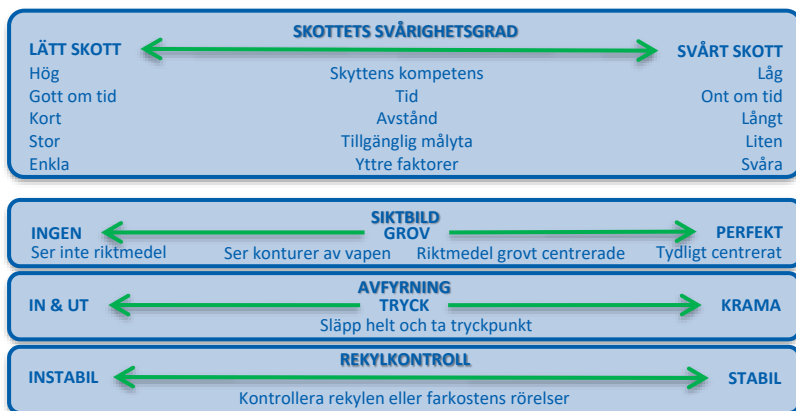 SKOTTETS SVÅRIGHETSGRAD
LÄTT SKOTT SVÅRT SKOTT
Hög Skyttens kompetens Låg
Gott om tid Tid Ont om tid
Kort Avstånd Långt
Stor Tillgänglig målyta Liten
Enkla Yttre faktorer Svåra
SIKTBILD
INGEN GROV PERFEKT
Ser inte riktmedel Ser konturer av vapen Riktmedel grovt centrerade Tydligt centrerat
AVFYRNING
IN & UT TRYCK KRAMA
Släpp helt och ta tryckpunkt
REKYLKONTROLL
INSTABIL STABIL
Kontrollera rekylen eller farkostens rörelser